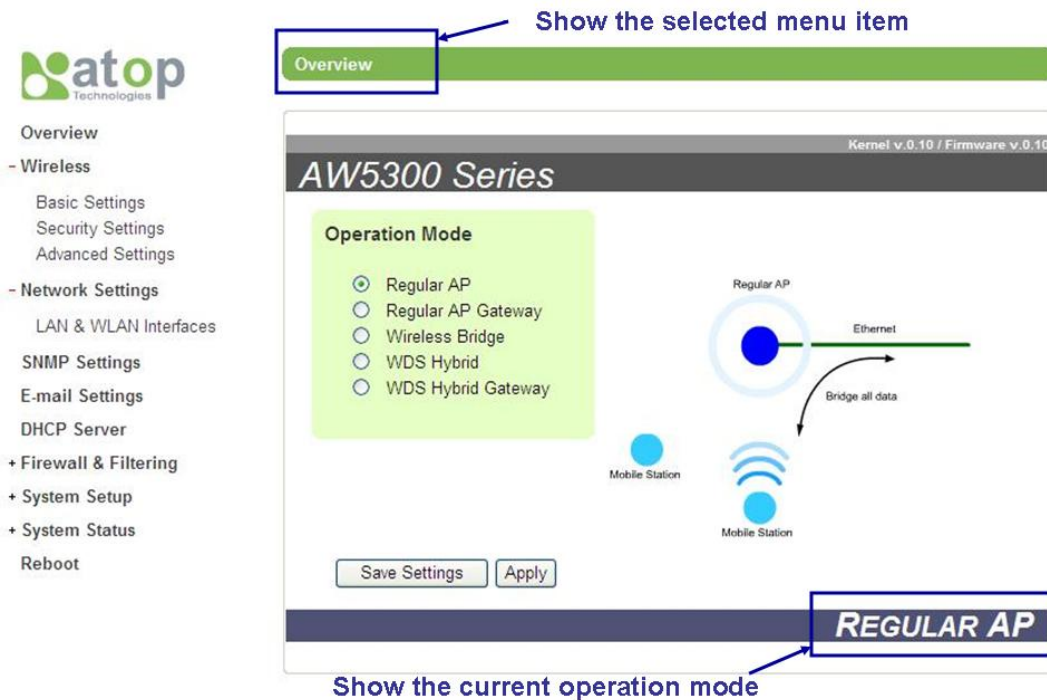 Show the selected menu item
atop
Technologies
Overview
Overview
- Wireless
Basic Settings
Security Settings
Advanced Settings
- Network Settings
LAN & WLAN Interfaces
SNMP Settings
E-mail Settings
DHCP Server
+ Firewall & Filtering
+ System Setup
+ System Status
Reboot
Kernel v.0.10 / Firmware v.0.10
AW5300 Series
Operation Mode
Regular AP
Regular AP Gateway
Wireless Bridge
WDS Hybrid
WDS Hybrid Gateway
Regular AP
Ethernet
Bridge all data
Mobile Station
Mobile Station
Save Settings
Apply
REGULAR AP
Show the current operation mode